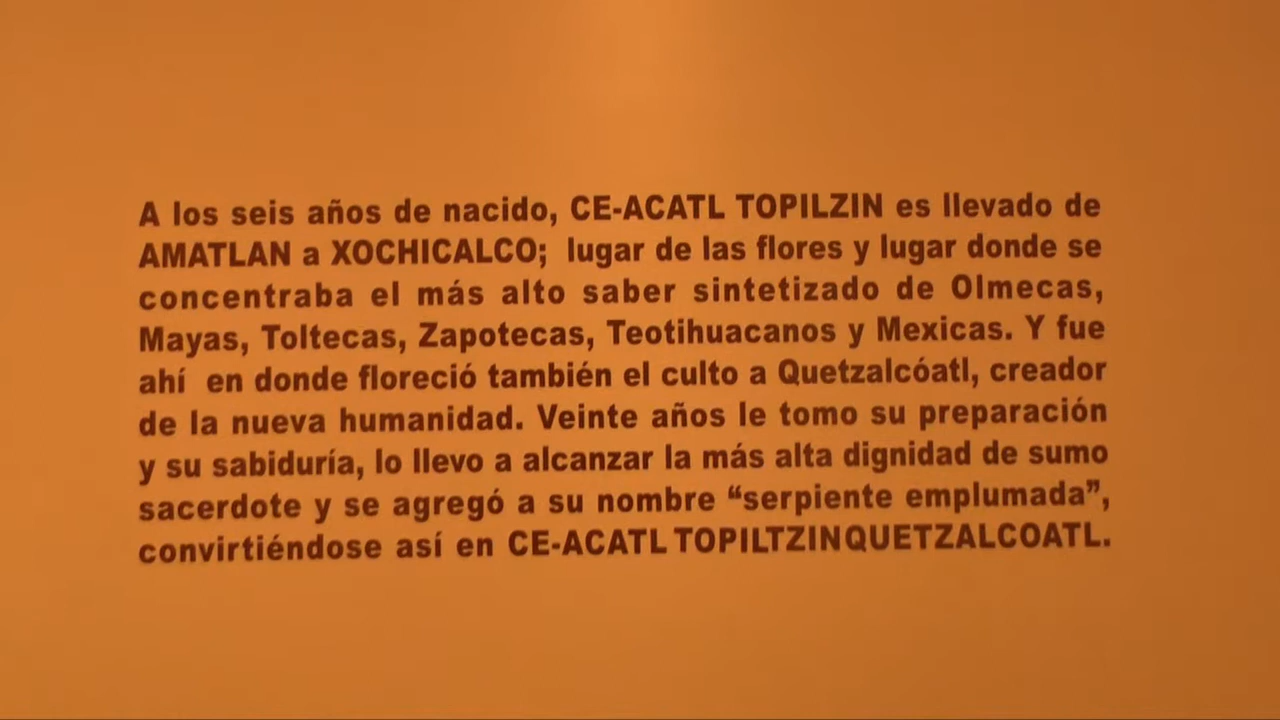 A los seis años de nacido, CE-ACATL TOPILZIN es llevado de
AMATLAN a XOCHICALCO; lugar de las flores y lugar donde se
concentraba el más alto saber sintetizado de Olmecas,
Mayas, Toltecas, Zapotecas, Teotihuacanos y Mexicas. Y fue
ahí en donde floreció también el culto a Quetzalcóatl, creador
de la nueva humanidad. Veinte años le tomo su preparación
y su sabiduría, lo llevo a alcanzar la más alta dignidad de sumo
sacerdote y se agregó a su nombre “serpiente emplumada”,
convirtiéndose así en CE-ACATL TOPILTZINQUETZALCOATL.